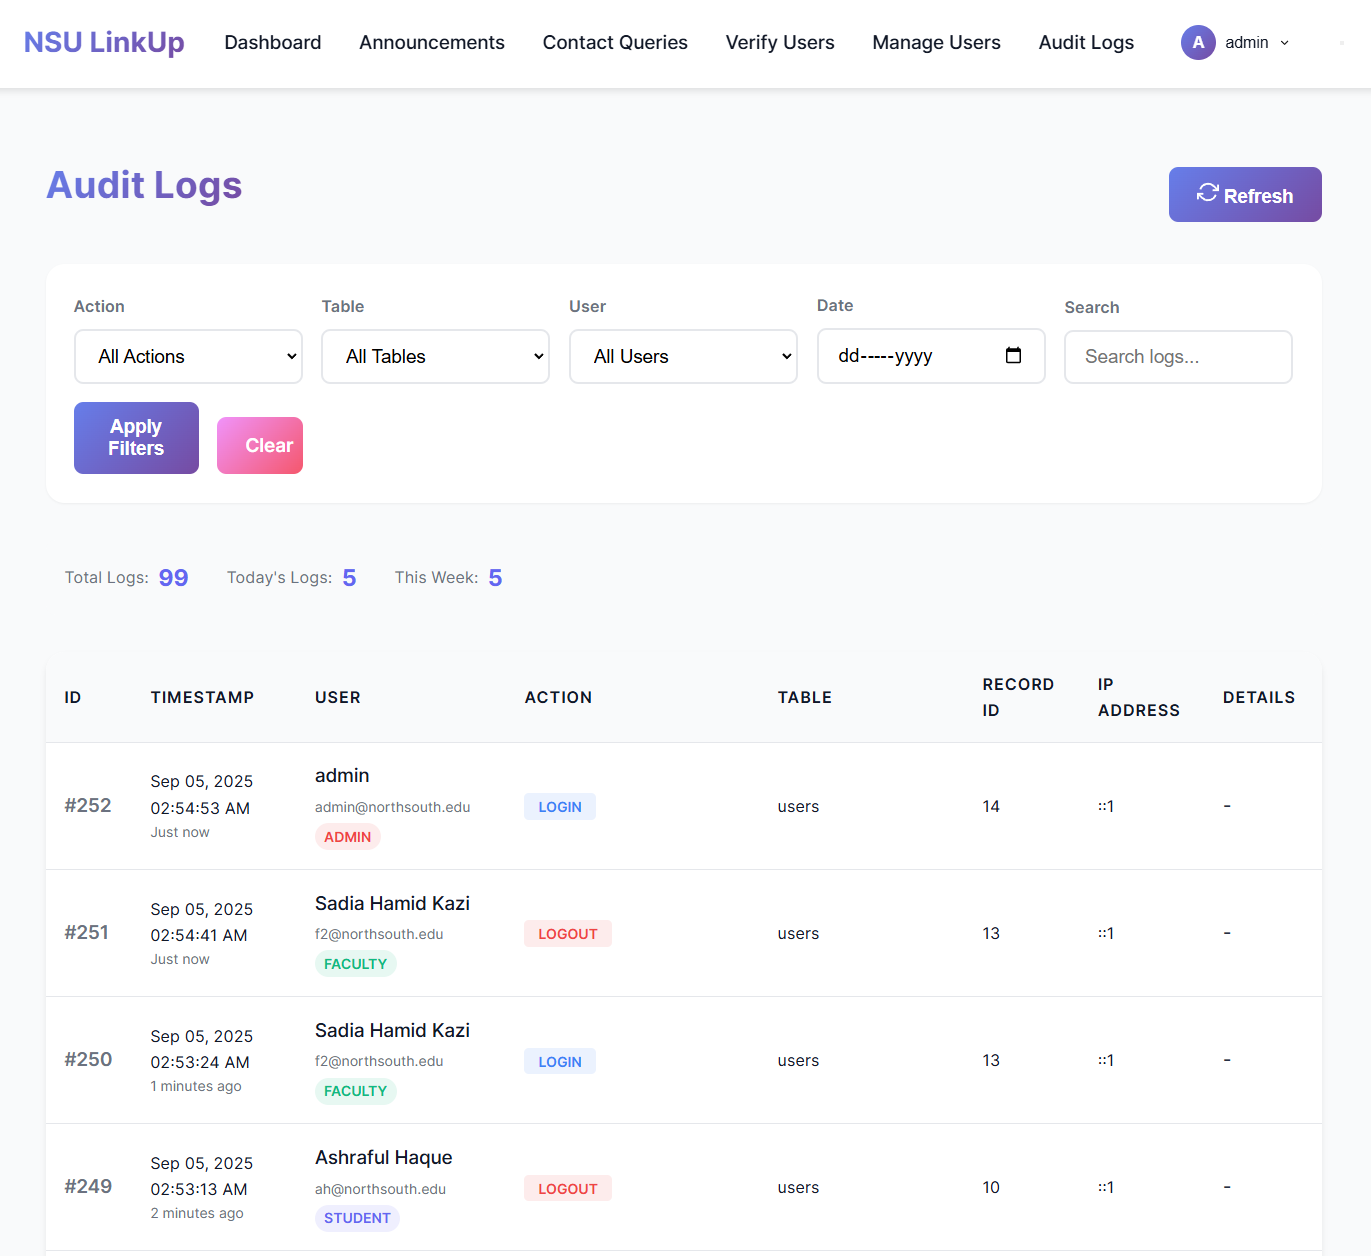 NSU LinkUp Dashboard Announcements Contact Queries Verify Users Manage Users Audit Logs A admin
Audit Logs
Refresh
Action Table User Date Search
All Actions All Tables All Users dd-----yyyy Search logs...
Apply
Filters
Clear
Total Logs: 99 Today's Logs: 5 This Week: 5
ID TIMESTAMP USER ACTION TABLE RECORD ID IP ADDRESS DETAILS
#252 Sep 05, 2025 02:54:53 AM Just now admin admin@northsouth.edu ADMIN LOGIN users 14 ::1 -
#251 Sep 05, 2025 02:54:41 AM Just now Sadia Hamid Kazi f2@northsouth.edu FACULTY LOGOUT users 13 ::1 -
#250 Sep 05, 2025 02:53:24 AM 1 minutes ago Sadia Hamid Kazi f2@northsouth.edu FACULTY LOGIN users 13 ::1 -
#249 Sep 05, 2025 02:53:13 AM 2 minutes ago Ashraful Haque ah@northsouth.edu STUDENT LOGOUT users 10 ::1 -